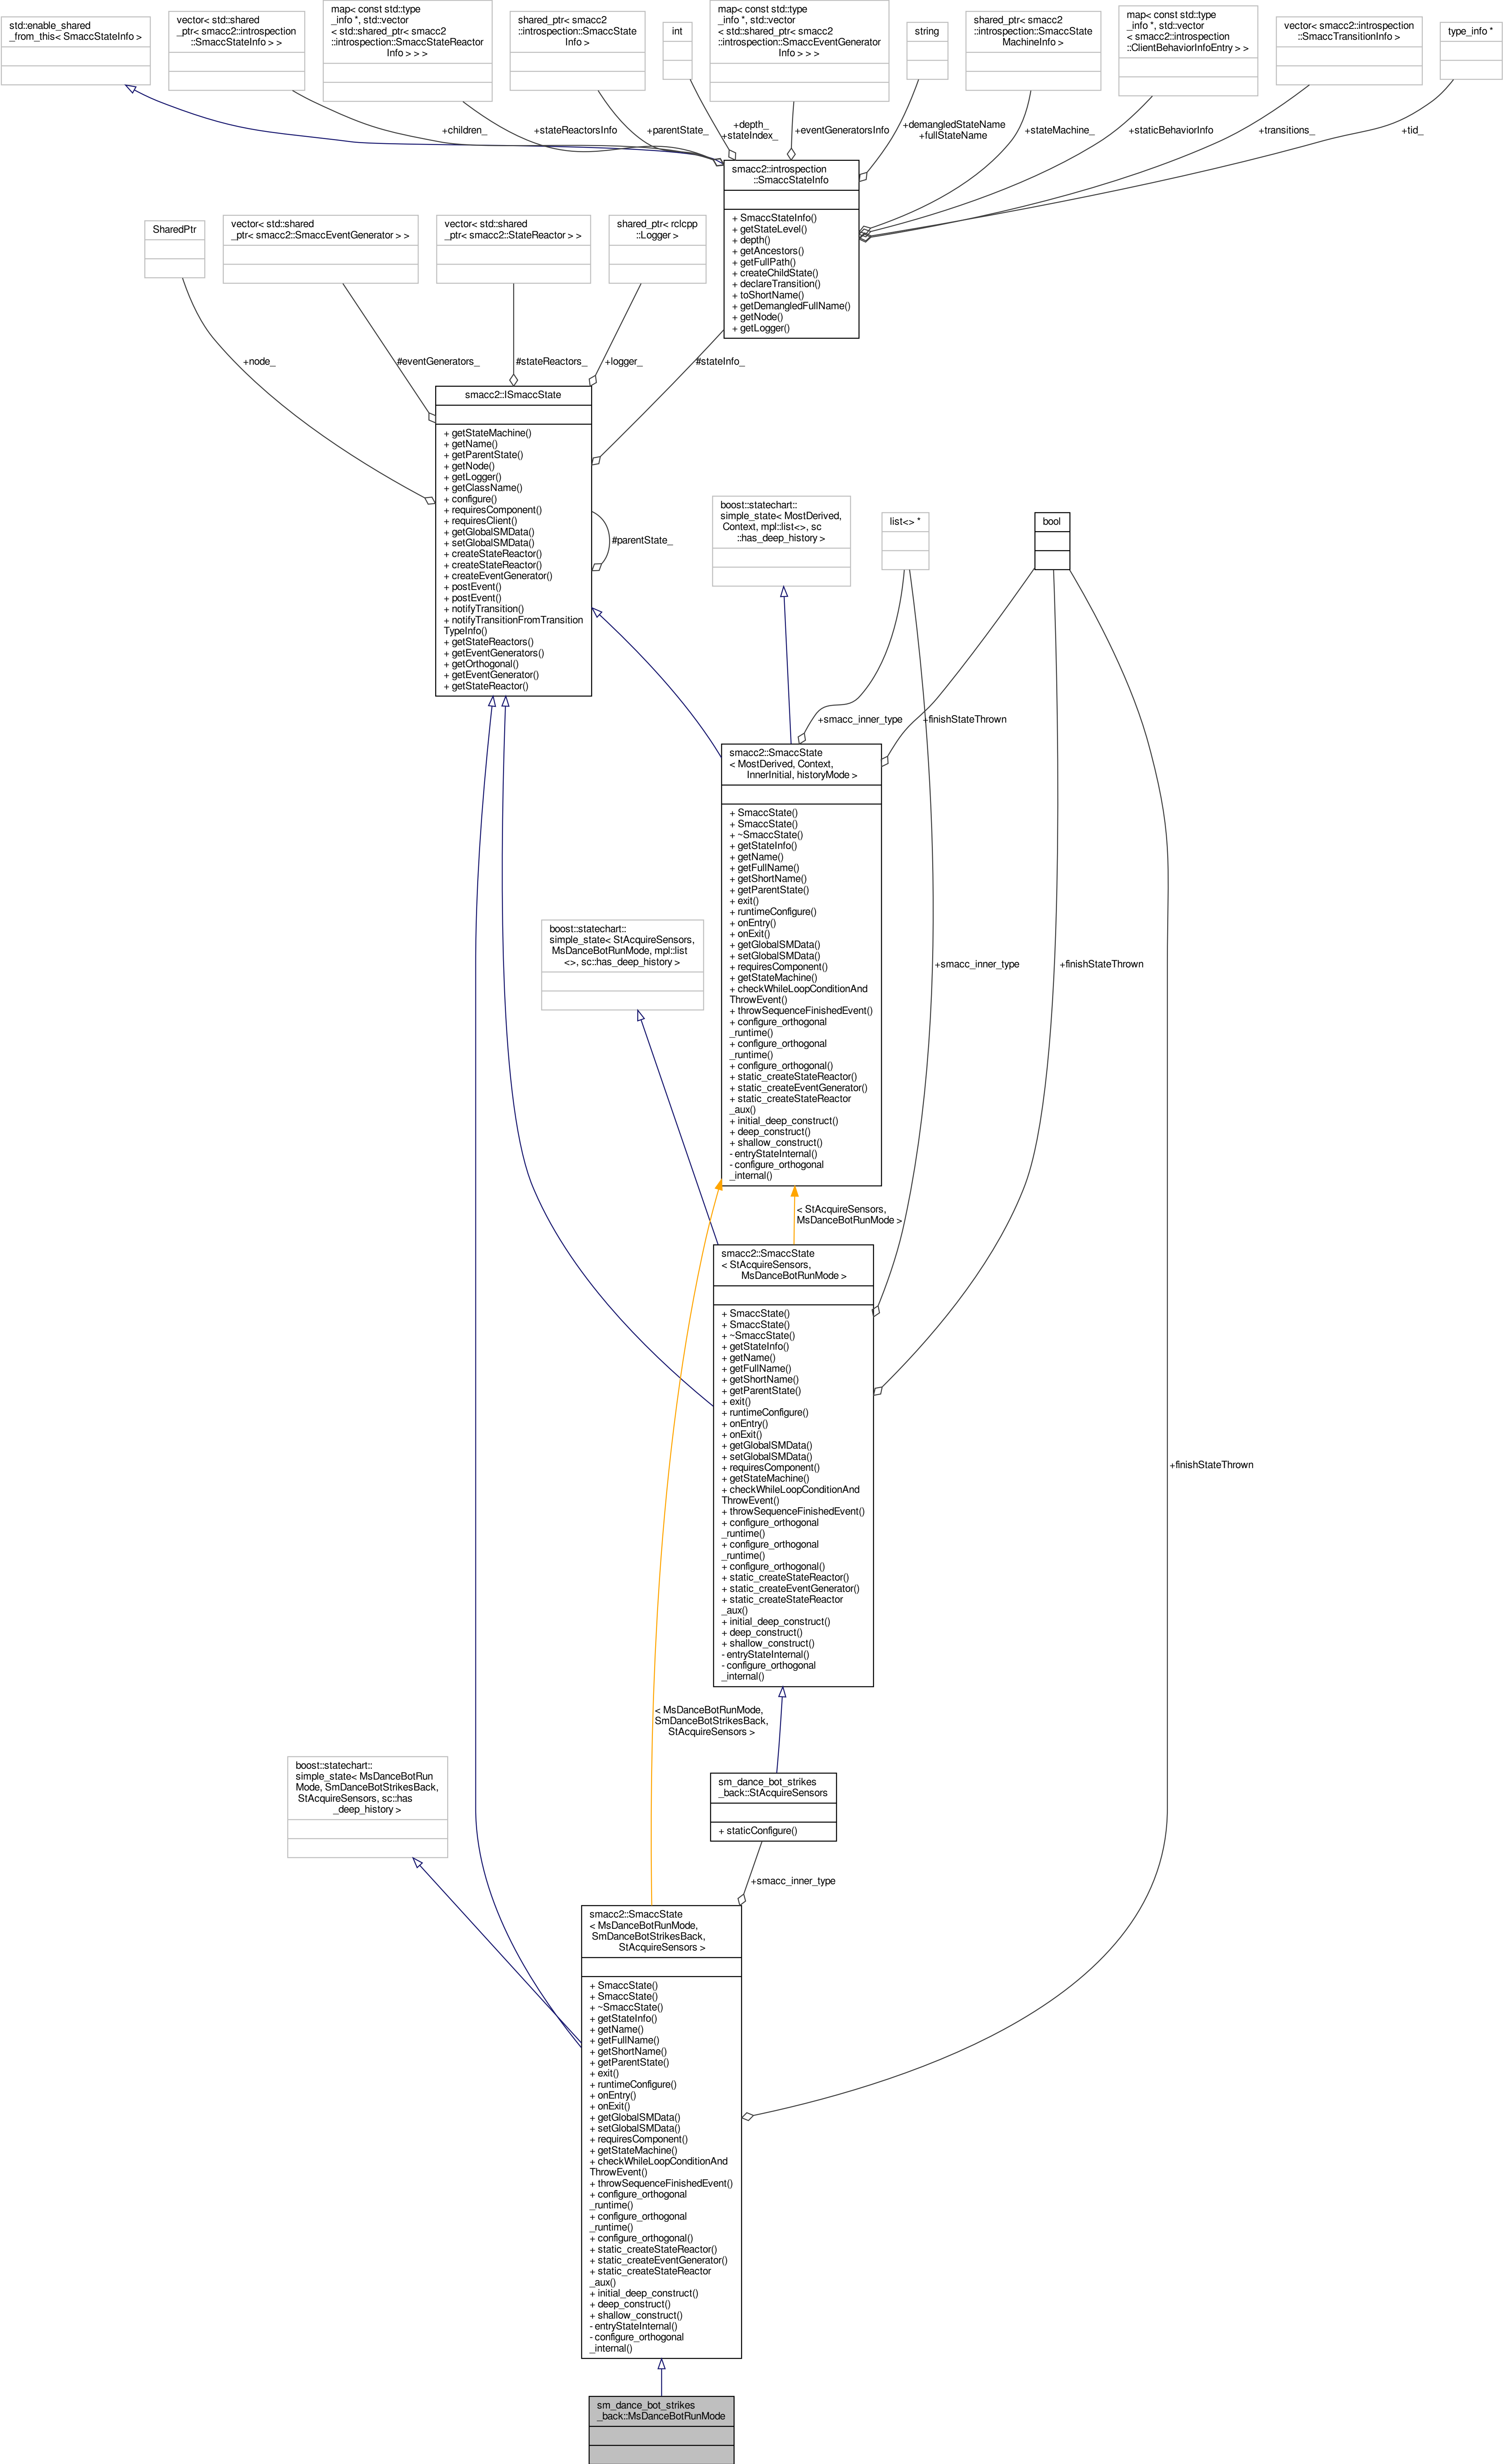 std::enable_shared
_from_this< SmaccStateInfo >
vector< std::shared
_ptr< smacc2::introspection
::SmaccStateInfo > >
map< const std::type
_info *, std::vector
< std::shared_ptr< smacc2
::introspection::SmaccStateReactor
Info > > >
shared_ptr< smacc2
::introspection::SmaccState
Info >
int
map< const std::type
_info *, std::vector
< std::shared_ptr< smacc2
::introspection::SmaccEventGenerator
Info > > >
string
shared_ptr< smacc2
::introspection::SmaccState
MachineInfo >
map< const std::type
_info *, std::vector
< smacc2::introspection
::ClientBehaviorInfoEntry > >
vector< smacc2::introspection
::SmaccTransitionInfo >
type_info *
+children_
+stateReactorsInfo
+parentState_
+depth_
+stateIndex_
+eventGeneratorsInfo
+demangledStateName
+fullStateName
+stateMachine_
+staticBehaviorInfo
+transitions_
+tid_
smacc2::introspection
::SmaccStateInfo
+ SmaccStateInfo()
+ getStateLevel()
+ depth()
+ getAncestors()
+ getFullPath()
+ createChildState()
+ declareTransition()
+ toShortName()
+ getDemangledFullName()
+ getNode()
+ getLogger()
SharedPtr
vector< std::shared
_ptr< smacc2::SmaccEventGenerator > >
vector< std::shared
_ptr< smacc2::StateReactor > >
shared_ptr< rclcpp
::Logger >
+node_
#eventGenerators_
#stateReactors_
+logger_
#stateInfo_
smacc2::ISmaccState
+ getStateMachine()
+ getName()
+ getParentState()
+ getNode()
+ getLogger()
+ getClassName()
+ configure()
+ requiresComponent()
+ requiresClient()
+ getGlobalSMData()
+ setGlobalSMData()
+ createStateReactor()
+ createStateReactor()
+ createEventGenerator()
+ postEvent()
+ postEvent()
+ notifyTransition()
+ notifyTransitionFromTransition
TypeInfo()
+ getStateReactors()
+ getEventGenerators()
+ getOrthogonal()
+ getEventGenerator()
+ getStateReactor()
#parentState_
boost::statechart::
simple_state< MostDerived,
Context, mpl::list<>, sc
::has_deep_history >
list<> *
bool
+smacc_inner_type
+finishStateThrown
smacc2::SmaccState
< MostDerived, Context,
InnerInitial, historyMode >
+ SmaccState()
+ SmaccState()
+ ~SmaccState()
+ getStateInfo()
+ getName()
+ getFullName()
+ getShortName()
+ getParentState()
+ exit()
+ runtimeConfigure()
+ onEntry()
+ onExit()
+ getGlobalSMData()
+ setGlobalSMData()
+ requiresComponent()
+ getStateMachine()
+ checkWhileLoopConditionAnd
ThrowEvent()
+ throwSequenceFinishedEvent()
+ configure_orthogonal
_runtime()
+ configure_orthogonal
_runtime()
+ configure_orthogonal()
+ static_createStateReactor()
+ static_createEventGenerator()
+ static_createStateReactor
_aux()
+ initial_deep_construct()
+ deep_construct()
+ shallow_construct()
- entryStateInternal()
- configure_orthogonal
_internal()
boost::statechart::
simple_state< StAcquireSensors,
MsDanceBotRunMode, mpl::list
<>, sc::has_deep_history >
+smacc_inner_type
+finishStateThrown
< StAcquireSensors,
MsDanceBotRunMode >
smacc2::SmaccState
< StAcquireSensors,
MsDanceBotRunMode >
+ SmaccState()
+ SmaccState()
+ ~SmaccState()
+ getStateInfo()
+ getName()
+ getFullName()
+ getShortName()
+ getParentState()
+ exit()
+ runtimeConfigure()
+ onEntry()
+ onExit()
+ getGlobalSMData()
+ setGlobalSMData()
+ requiresComponent()
+ getStateMachine()
+ checkWhileLoopConditionAnd
ThrowEvent()
+ throwSequenceFinishedEvent()
+ configure_orthogonal
_runtime()
+ configure_orthogonal
_runtime()
+ configure_orthogonal()
+ static_createStateReactor()
+ static_createEventGenerator()
+ static_createStateReactor
_aux()
+ initial_deep_construct()
+ deep_construct()
+ shallow_construct()
- entryStateInternal()
- configure_orthogonal
_internal()
+finishStateThrown
< MsDanceBotRunMode,
SmDanceBotStrikesBack,
StAcquireSensors >
boost::statechart::
simple_state< MsDanceBotRun
Mode, SmDanceBotStrikesBack,
StAcquireSensors, sc::has
_deep_history >
sm_dance_bot_strikes
_back::StAcquireSensors
+ staticConfigure()
+smacc_inner_type
smacc2::SmaccState
< MsDanceBotRunMode,
SmDanceBotStrikesBack,
StAcquireSensors >
+ SmaccState()
+ SmaccState()
+ ~SmaccState()
+ getStateInfo()
+ getName()
+ getFullName()
+ getShortName()
+ getParentState()
+ exit()
+ runtimeConfigure()
+ onEntry()
+ onExit()
+ getGlobalSMData()
+ setGlobalSMData()
+ requiresComponent()
+ getStateMachine()
+ checkWhileLoopConditionAnd
ThrowEvent()
+ throwSequenceFinishedEvent()
+ configure_orthogonal
_runtime()
+ configure_orthogonal
_runtime()
+ configure_orthogonal()
+ static_createStateReactor()
+ static_createEventGenerator()
+ static_createStateReactor
_aux()
+ initial_deep_construct()
+ deep_construct()
+ shallow_construct()
- entryStateInternal()
- configure_orthogonal
_internal()
sm_dance_bot_strikes
_back::MsDanceBotRunMode